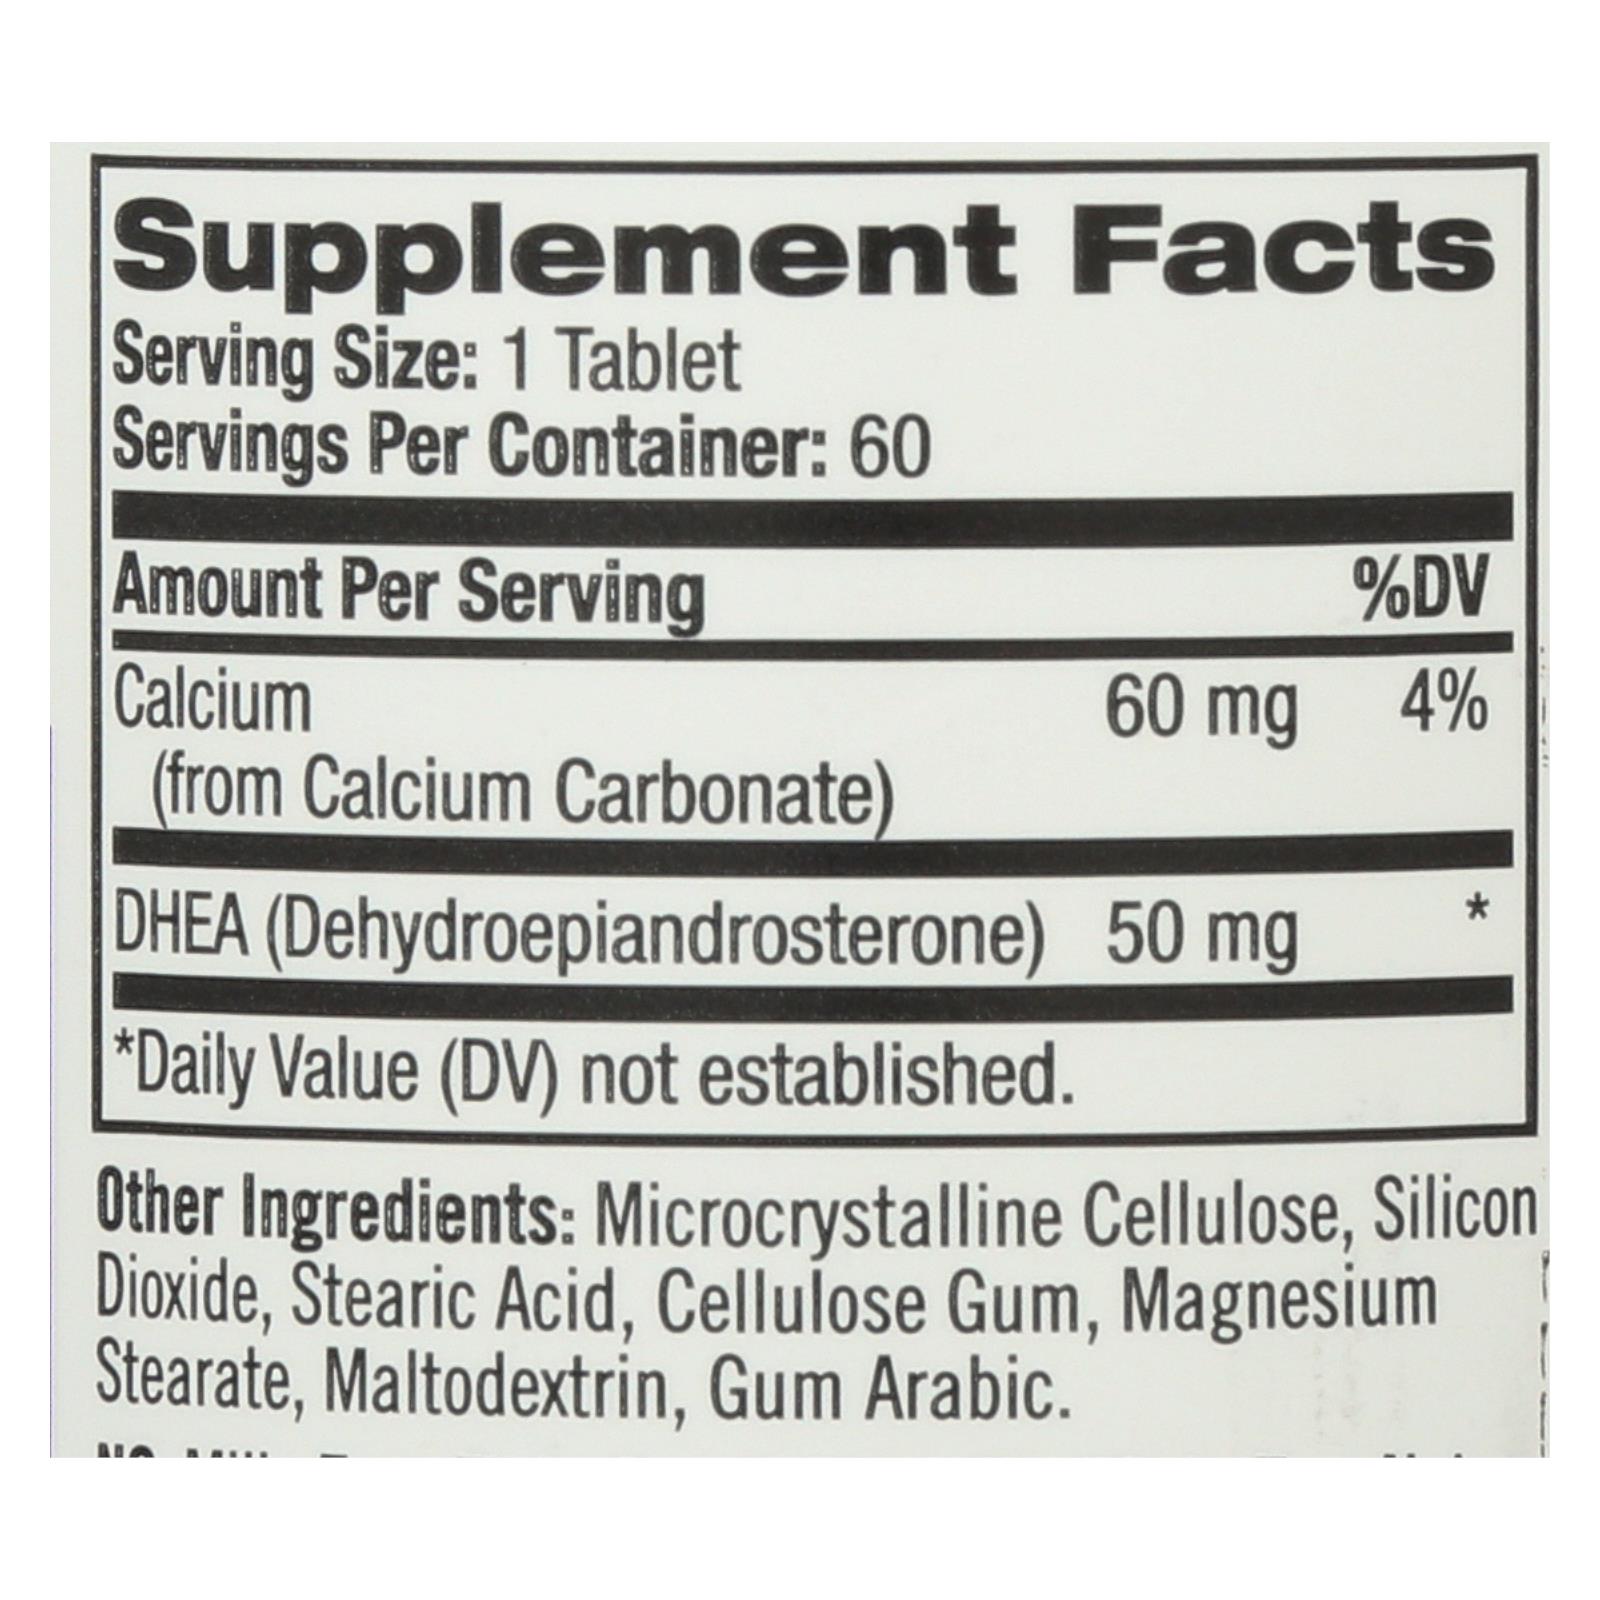 Supplement Facts
Serving Size: 1 Tablet
Servings Per Container: 60
Amount Per Serving %DV
Calcium 60 mg 4%
(from Calcium Carbonate)
DHEA (Dehydroepiandrosterone) 50 mg *
*Daily Value (DV) not established.
Other Ingredients: Microcrystalline Cellulose, Silicon
Dioxide, Stearic Acid, Cellulose Gum, Magnesium
Stearate, Maltodextrin, Gum Arabic.